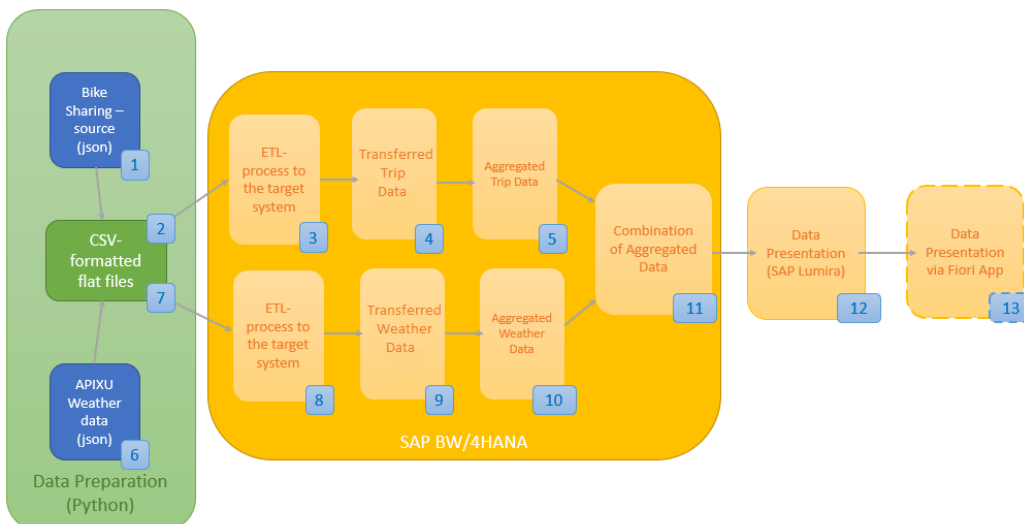 Bike
Sharing –
source
(json)
1
CSV-
formatted
flat files
2
7
APIXU
Weather
data
(json)
6
Data Preparation
(Python)
ETL-
process to
the target
system
3
Transferred
Trip
Data
4
Aggregated
Trip Data
5
ETL-
process to
the target
system
8
Transferred
Weather
Data
9
Aggregated
Weather
Data
10
Combination
of Aggregated
Data
11
SAP BW/4HANA
Data
Presentation
(SAP Lumira)
12
Data
Presentation
via Fiori App
13